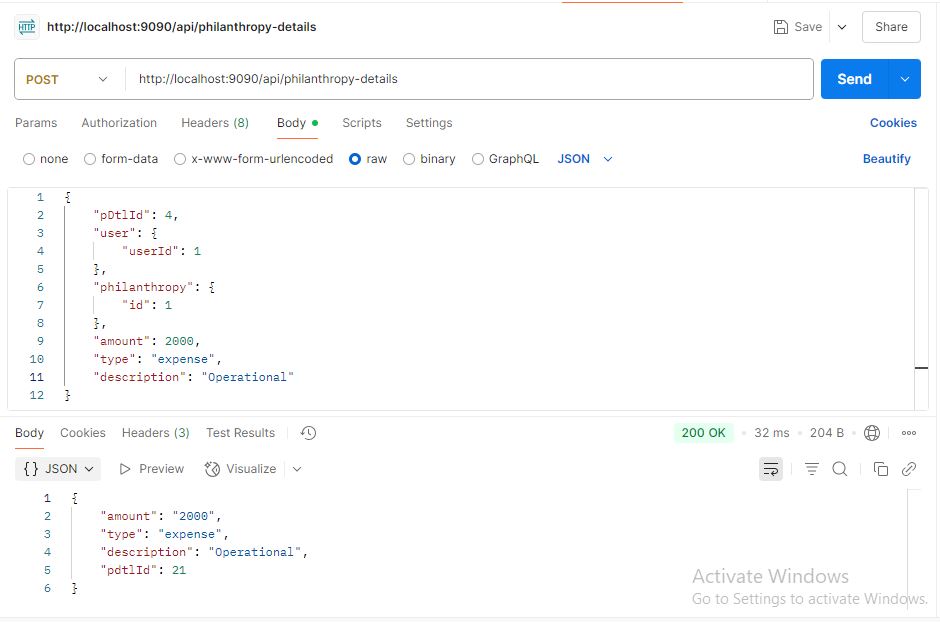 HTTP http://localhost:9090/api/philanthropy-details Save Share
POST http://localhost:9090/api/philanthropy-details Send
Params Authorization Headers (8) Body Scripts Settings Cookies
none form-data x-www-form-urlencoded raw binary GraphQL JSON Beautify
1 {
2 "pDtlId": 4,
3 "user": {
4 "userId": 1
5 },
6 "philanthropy": {
7 "id": 1
8 },
9 "amount": 2000,
10 "type": "expense",
11 "description": "Operational"
12 }
Body Cookies Headers (3) Test Results 200 OK • 32 ms • 204 B •
{} JSON Preview Visualize
1 {
2 "amount": "2000",
3 "type": "expense",
4 "description": "Operational",
5 "pdtlId": 21
6 }
Activate Windows
Go to Settings to activate Windows.